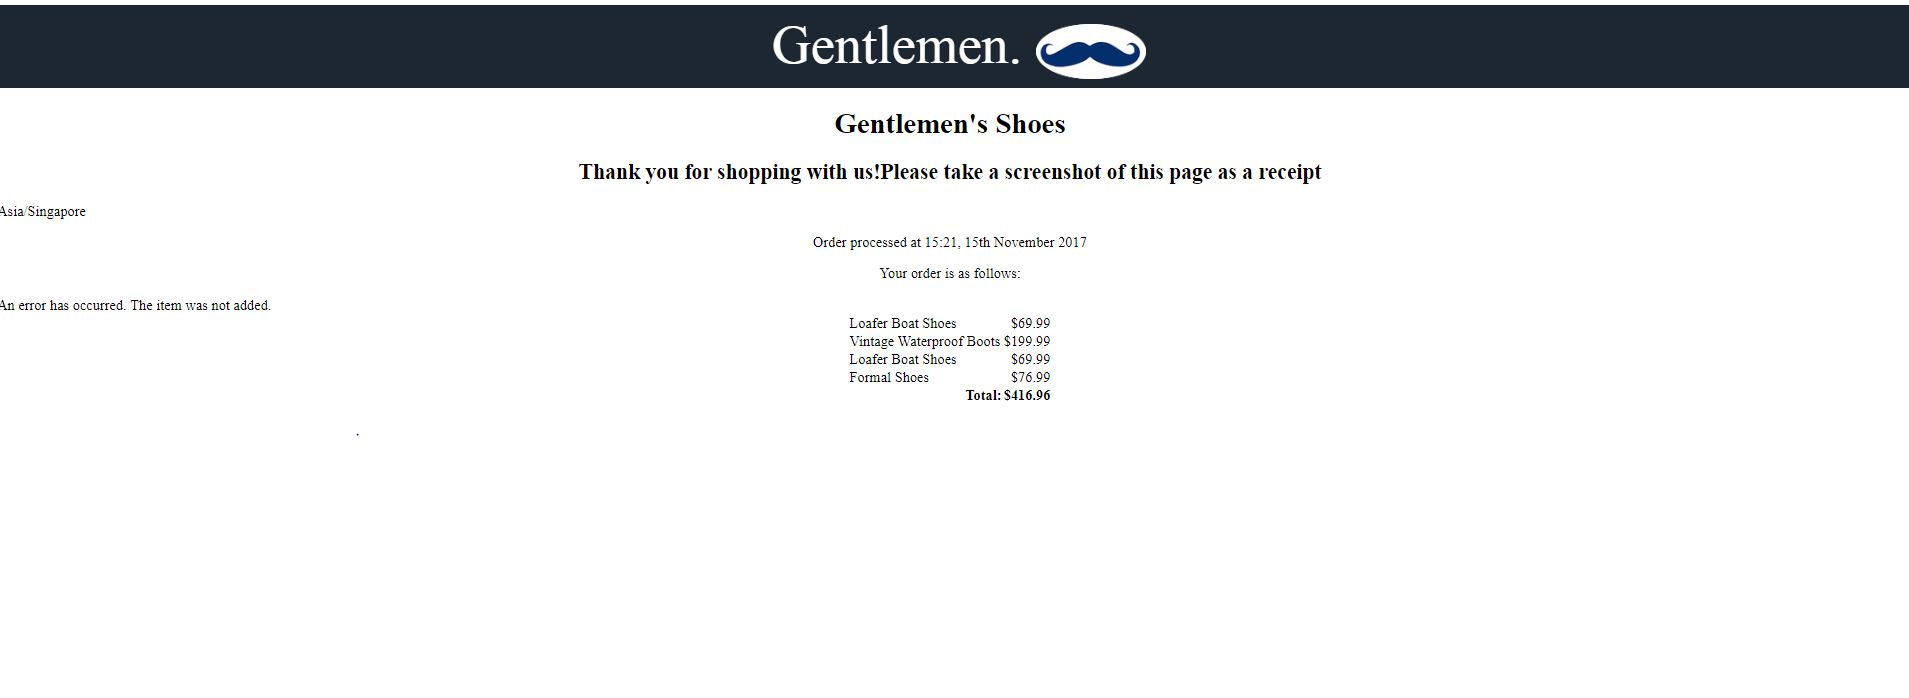 Gentlemen.
Gentlemen's Shoes
Thank you for shopping with us!Please take a screenshot of this page as a receipt
Asia/Singapore
Order processed at 15:21, 15th November 2017
Your order is as follows:
An error has occurred. The item was not added.
Loafer Boat Shoes $69.99
Vintage Waterproof Boots $199.99
Loafer Boat Shoes $69.99
Formal Shoes $76.99
Total: $416.96